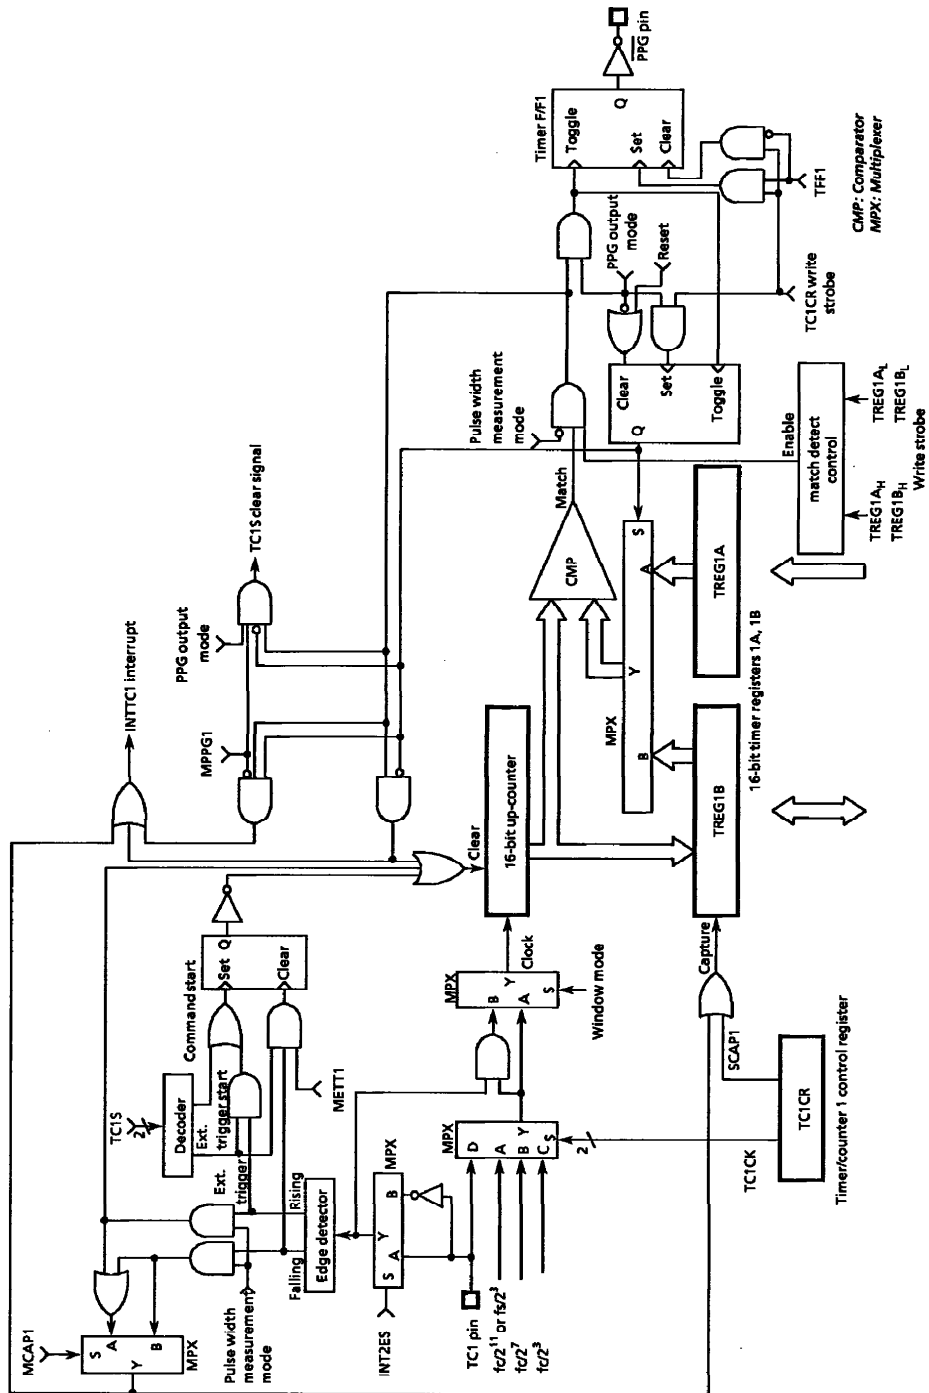 PPG pin
Timer F/F1
Toggle
Q
Set
Clear
TFF1
CMP: Comparator
MPX: Multiplexer
PPG output
mode
Reset
TC1CR write
strobe
Pulse width
measurement
mode
Clear
Set
Toggle
Q
Enable
match detect
control
TREG1AH
TREG1BH
TREG1AL
TREG1BL
Write strobe
TC1S clear signal
PPG output
mode
Match
CMP
S
A
Y
B
MPX
TREG1A
TREG1B
16-bit timer registers 1A, 1B
INTTC1 interrupt
MPPG1
Clear
16-bit up-counter
Clock
Command start
Set
Q
Clear
TC1S
2
Decoder
Ext.
trigger start
METT1
MPX
B
Y
A
S
Window mode
Capture
SCAP1
TC1CR
Timer/counter 1 control register
Ext.
trigger
Rising
Falling
Edge detector
MPX
S
A
Y
B
INT2ES
MPX
D
A
B
Y
C
S
2
TC1CK
TC1 pin
fc/2¹¹ or fs/2³
fc/2⁷
fc/2³
MCAP1
S
A
Y
B
MPX
Pulse width
measurement
mode